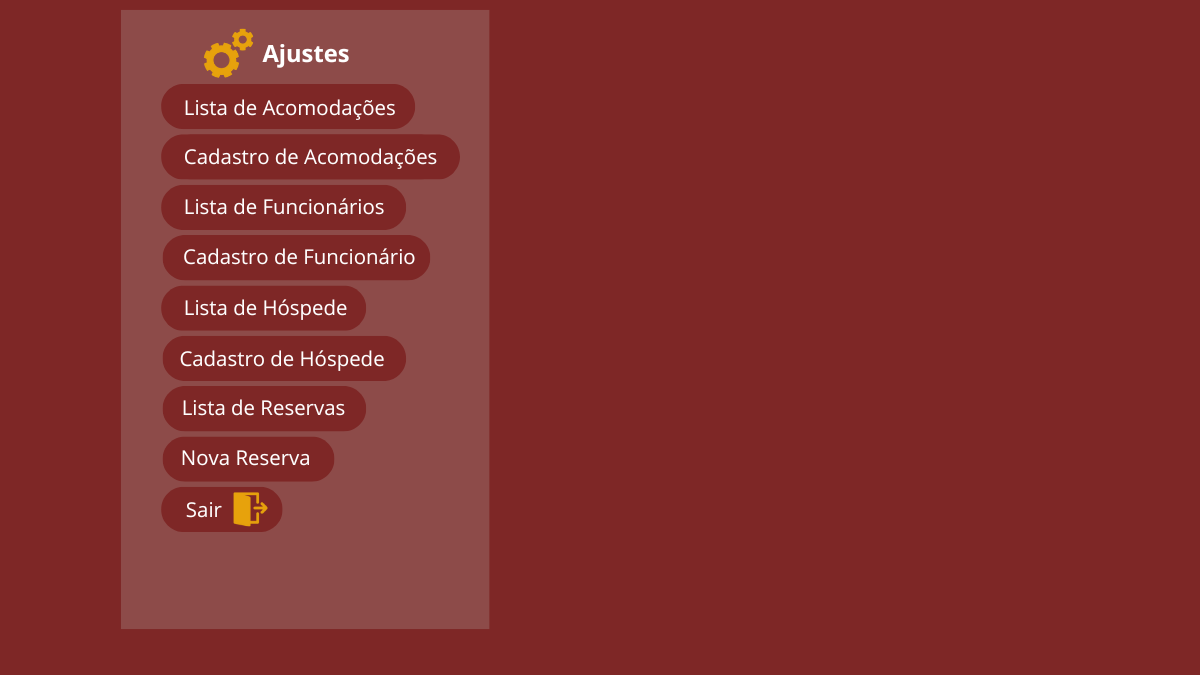 Ajustes
Lista de Acomodações
Cadastro de Acomodações
Lista de Funcionários
Cadastro de Funcionário
Lista de Hóspede
Cadastro de Hóspede
Lista de Reservas
Nova Reserva
Sair